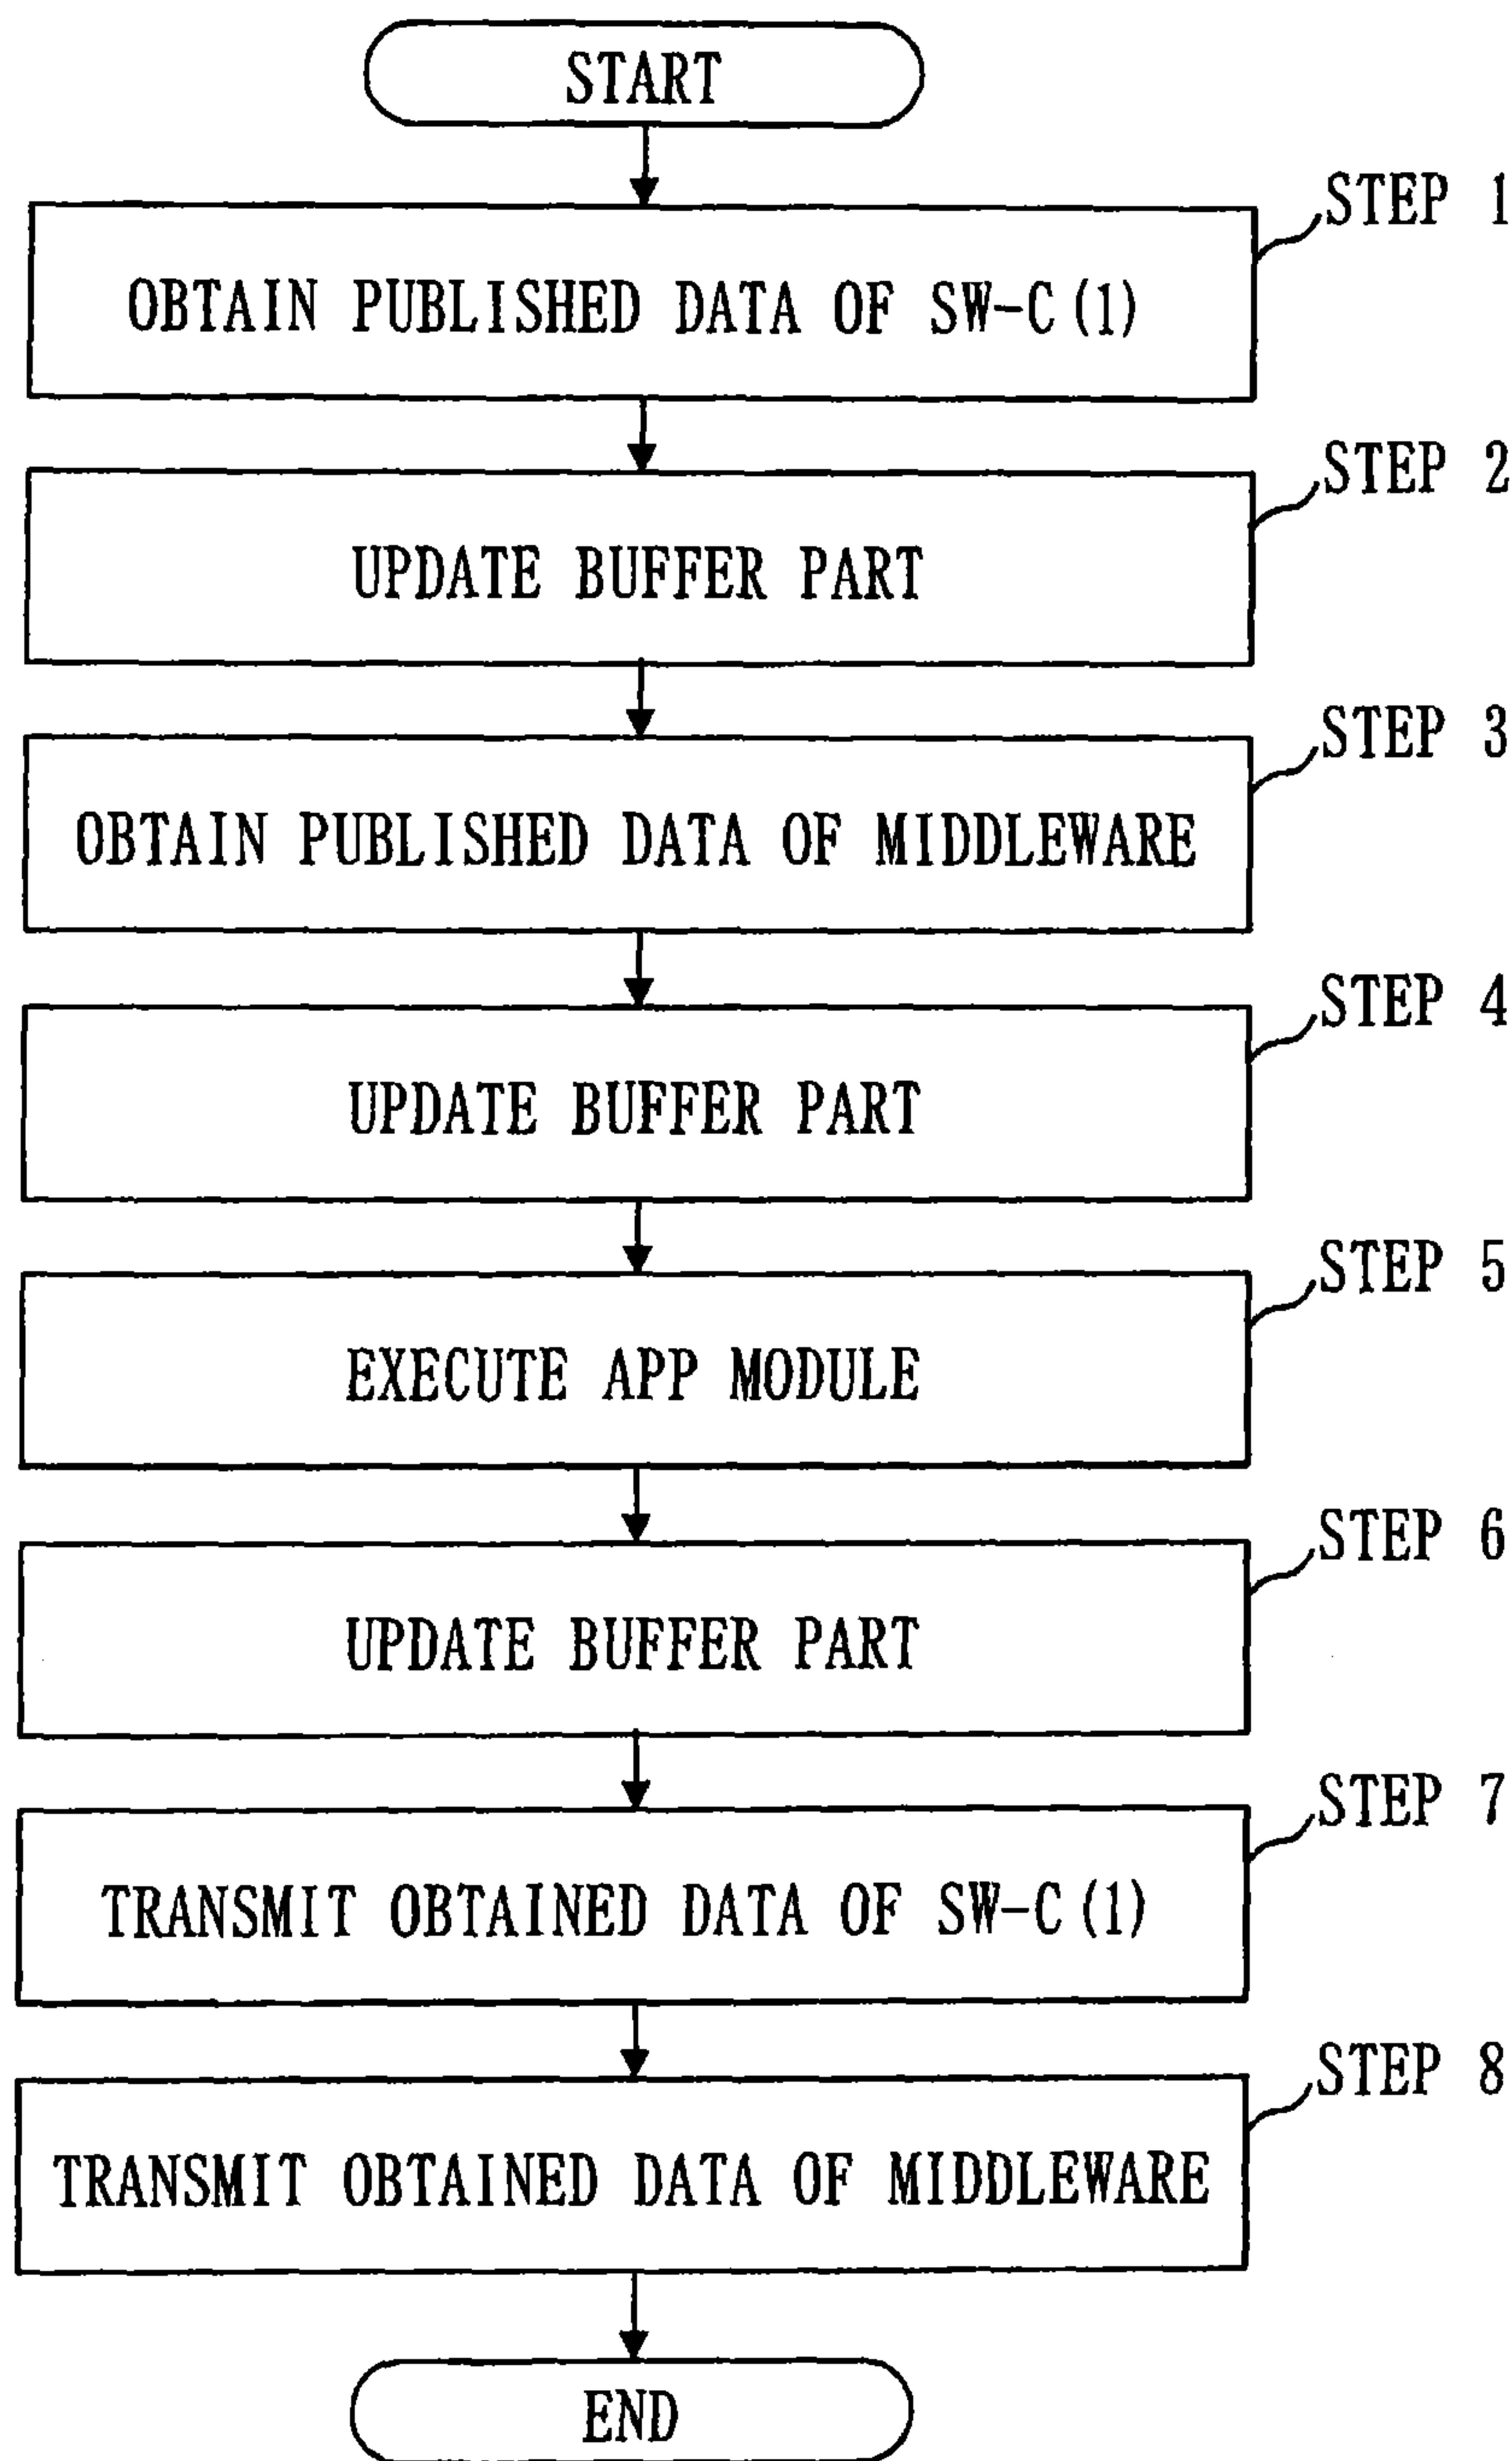 START
STEP 1
OBTAIN PUBLISHED DATA OF SW-C(1)
STEP 2
UPDATE BUFFER PART
STEP 3
OBTAIN PUBLISHED DATA OF MIDDLEWARE
STEP 4
UPDATE BUFFER PART
STEP 5
EXECUTE APP MODULE
STEP 6
UPDATE BUFFER PART
STEP 7
TRANSMIT OBTAINED DATA OF SW-C(1)
STEP 8
TRANSMIT OBTAINED DATA OF MIDDLEWARE
END